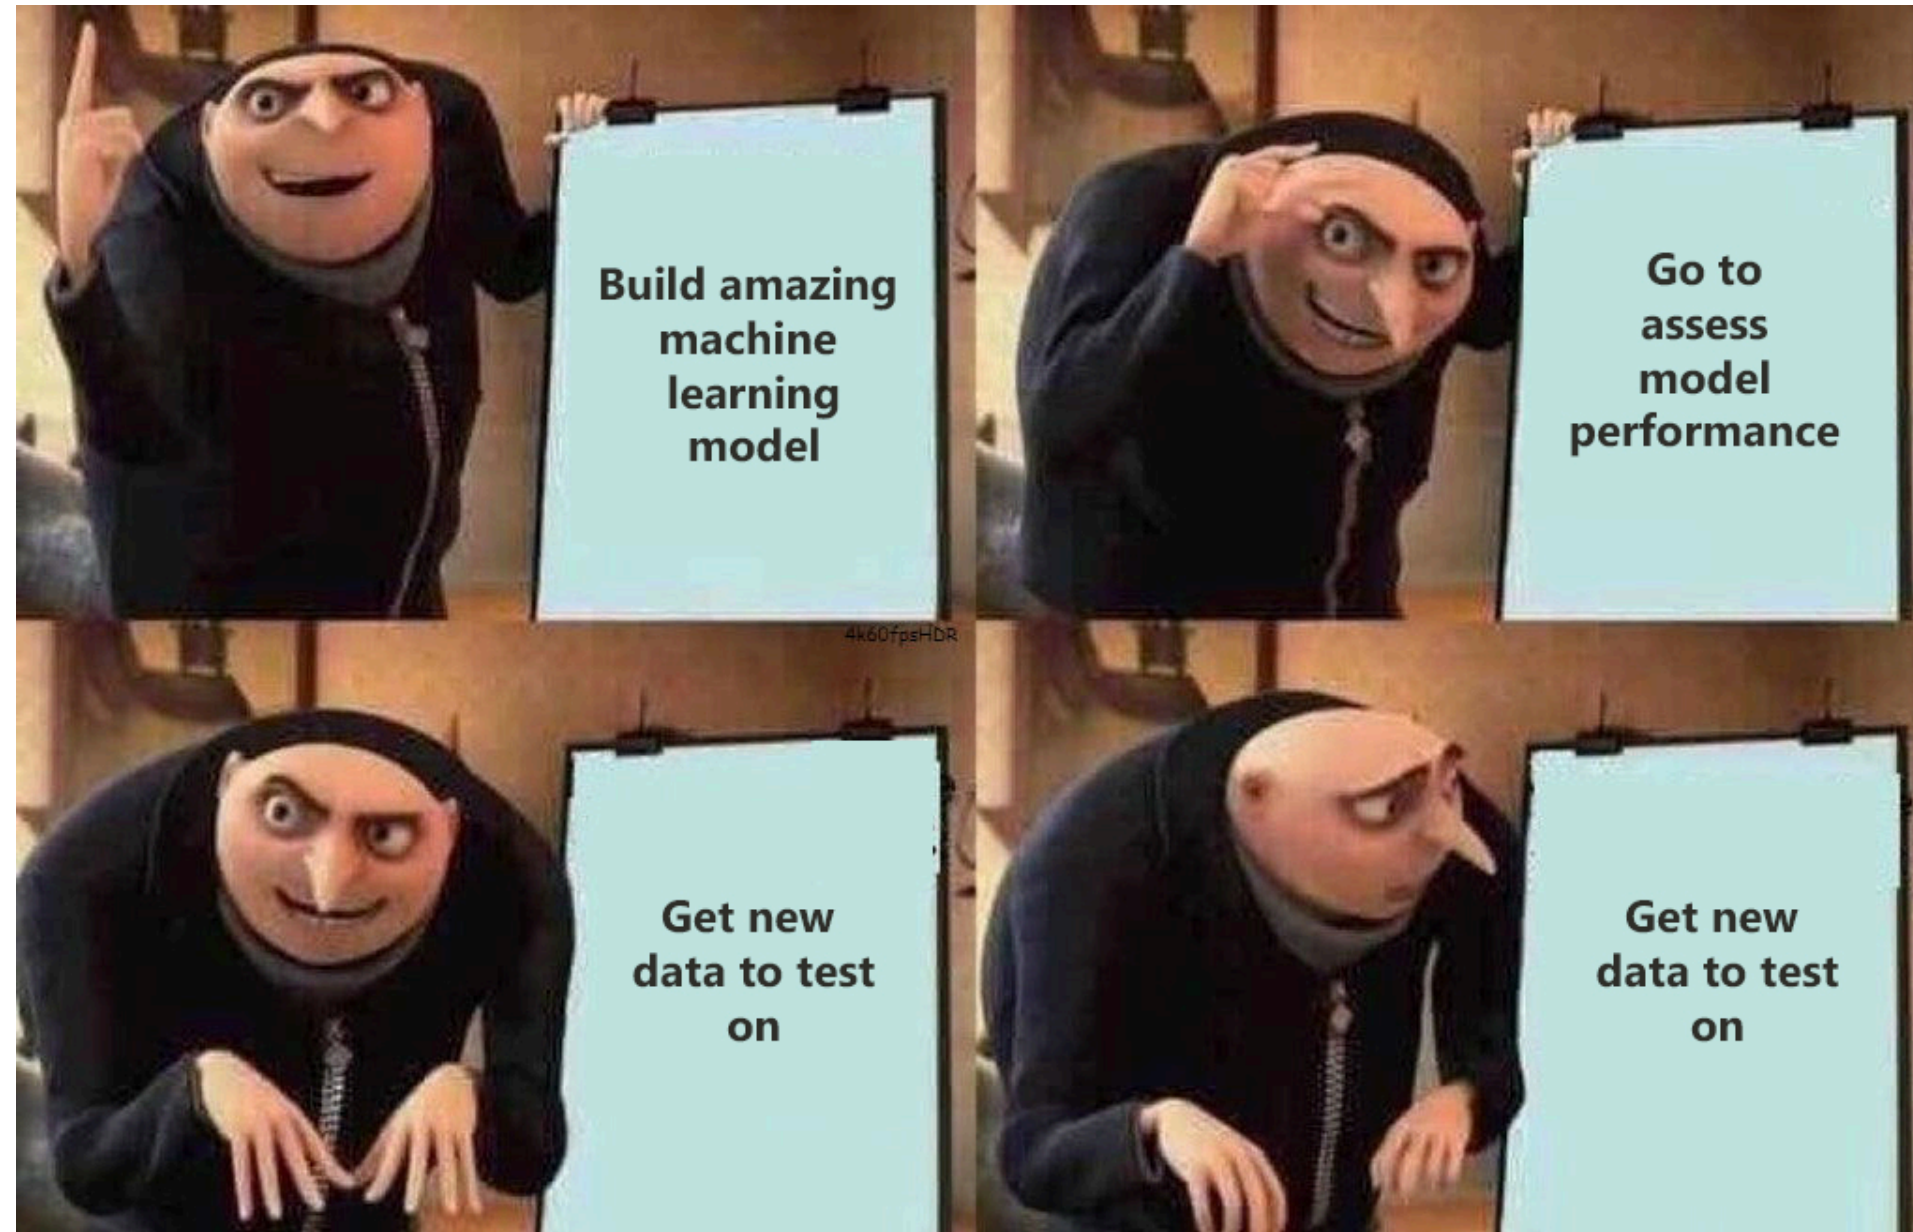 Build amazing
machine
learning
model
Go to
assess
model
performance
4k60fpsHDR
Get new
data to test
on
Get new
data to test
on